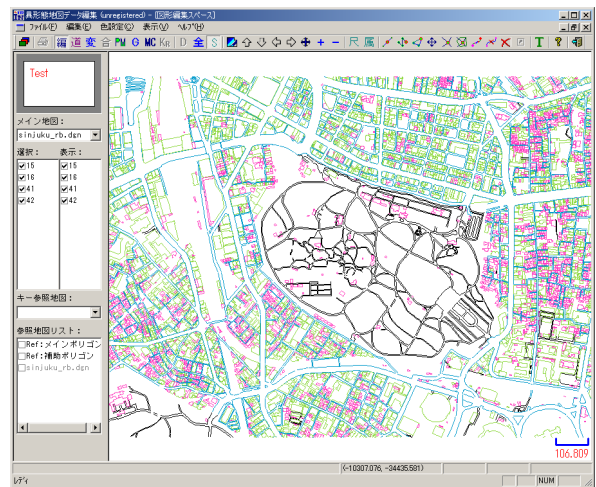 異形態地図データ編集 (unregistered) - [図形編集スペース]
ファイル(F) 編集(E) 色設定(C) 表示(V) ヘルプ(H)
編 道 変 合 PM G MC KR D 全 S 尺 属 T ?
Test
メイン地図：
sinjuku_rb.dgn
選択： 表示：
15 15
16 16
41 41
42 42
キー参照地図：
参照地図リスト：
Ref:メインポリゴン
Ref:補助ポリゴン
sinjuku_rb.dgn
106.809
(-10307.076, -34435.581)
ﾚﾃﾞｨ NUM